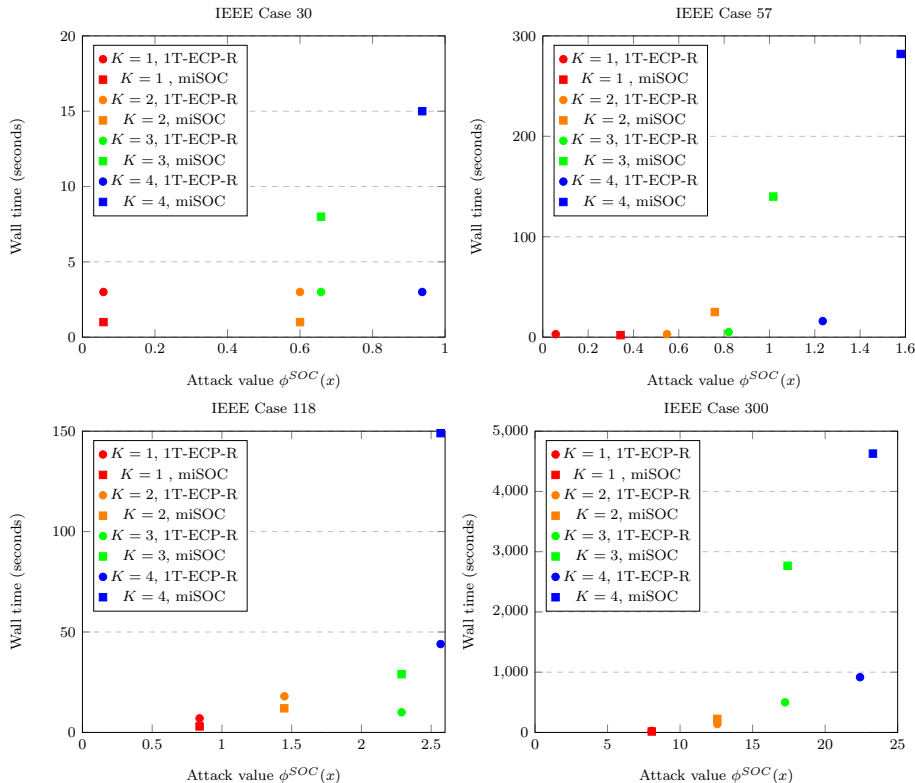 IEEE Case 30
20
15
10
5
0
0
0.2
0.4
0.6
0.8
1
Wall time (seconds)
Attack value ϕ^{SOC}(x)
K = 1, 1T-ECP-R
K = 1 , miSOC
K = 2, 1T-ECP-R
K = 2, miSOC
K = 3, 1T-ECP-R
K = 3, miSOC
K = 4, 1T-ECP-R
K = 4, miSOC
IEEE Case 57
300
200
100
0
0
0.2
0.4
0.6
0.8
1
1.2
1.4
1.6
Wall time (seconds)
Attack value ϕ^{SOC}(x)
K = 1, 1T-ECP-R
K = 1 , miSOC
K = 2, 1T-ECP-R
K = 2, miSOC
K = 3, 1T-ECP-R
K = 3, miSOC
K = 4, 1T-ECP-R
K = 4, miSOC
IEEE Case 118
150
100
50
0
0
0.5
1
1.5
2
2.5
Wall time (seconds)
Attack value ϕ^{SOC}(x)
K = 1, 1T-ECP-R
K = 1 , miSOC
K = 2, 1T-ECP-R
K = 2, miSOC
K = 3, 1T-ECP-R
K = 3, miSOC
K = 4, 1T-ECP-R
K = 4, miSOC
IEEE Case 300
5,000
4,000
3,000
2,000
1,000
0
0
5
10
15
20
25
Wall time (seconds)
Attack value ϕ^{SOC}(x)
K = 1, 1T-ECP-R
K = 1 , miSOC
K = 2, 1T-ECP-R
K = 2, miSOC
K = 3, 1T-ECP-R
K = 3, miSOC
K = 4, 1T-ECP-R
K = 4, miSOC